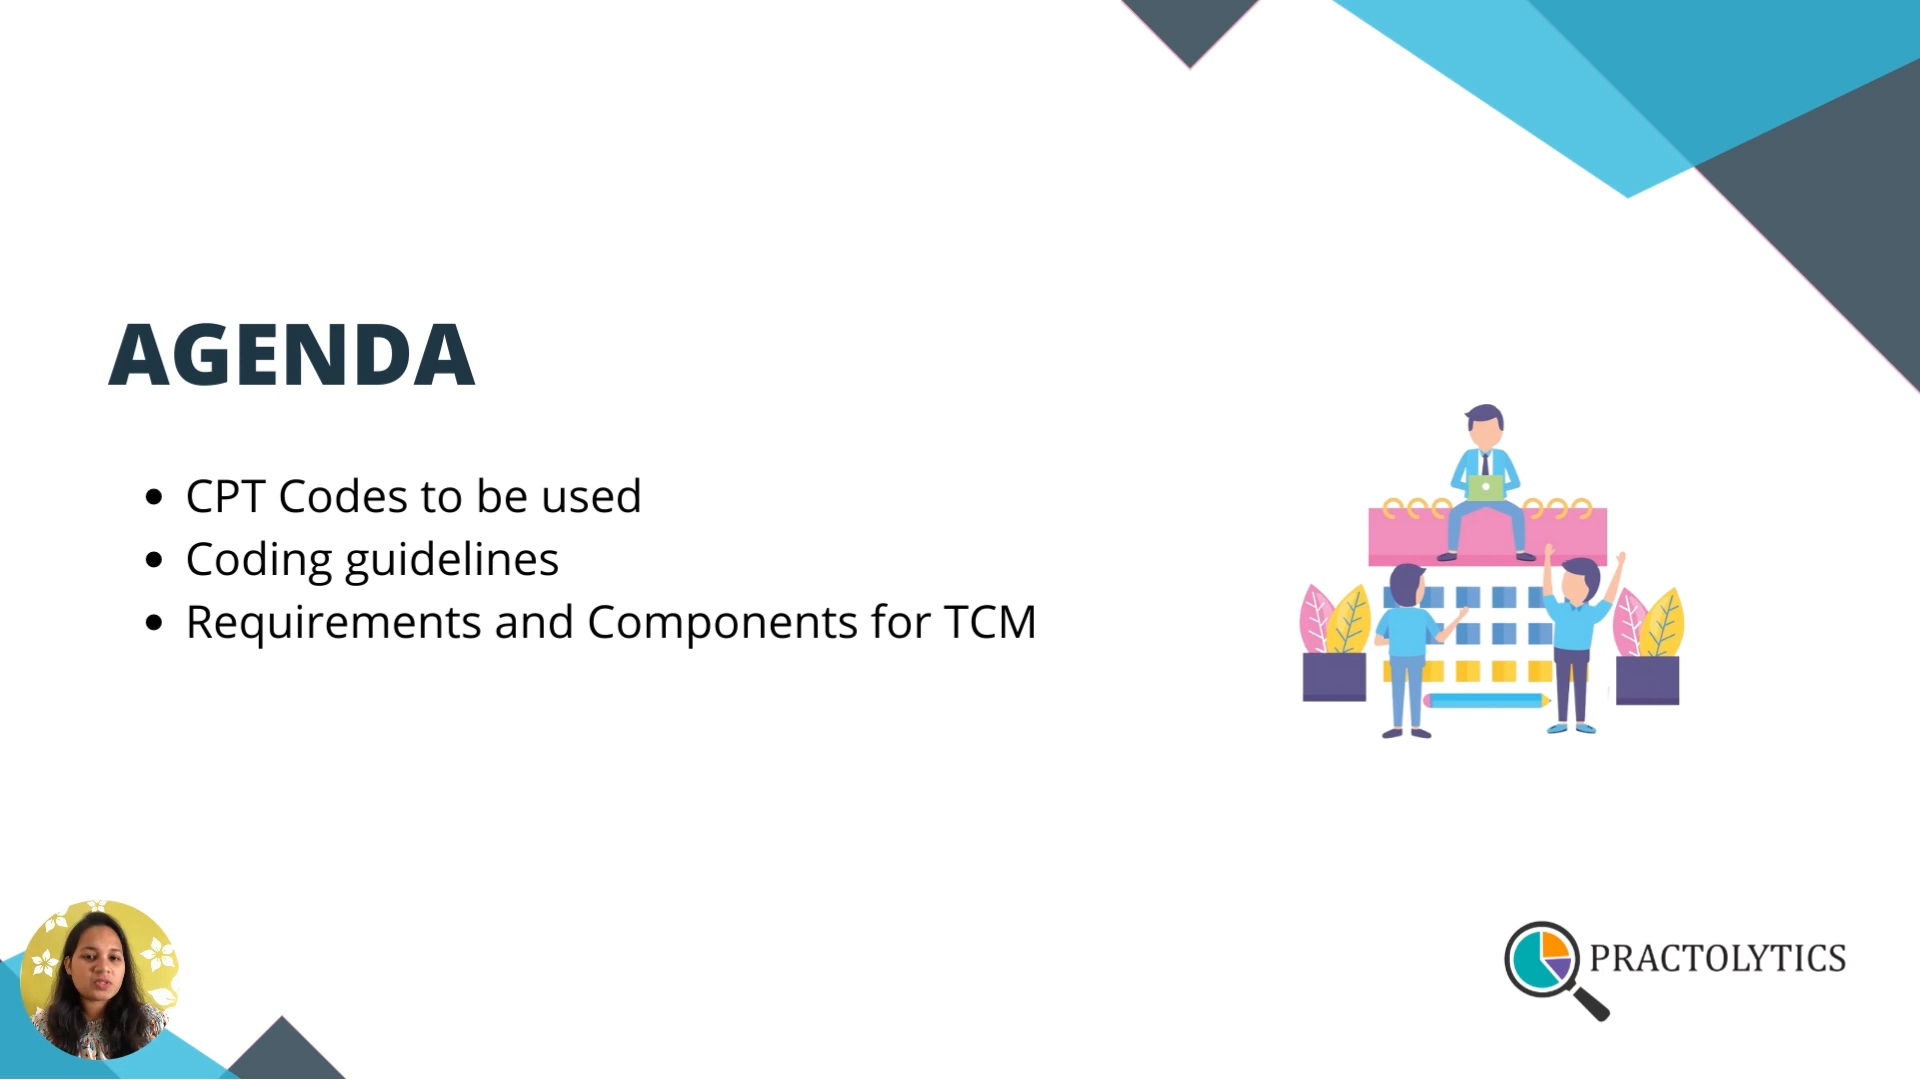 AGENDA
• CPT Codes to be used
• Coding guidelines
• Requirements and Components for TCM
PRACTOLYTICS